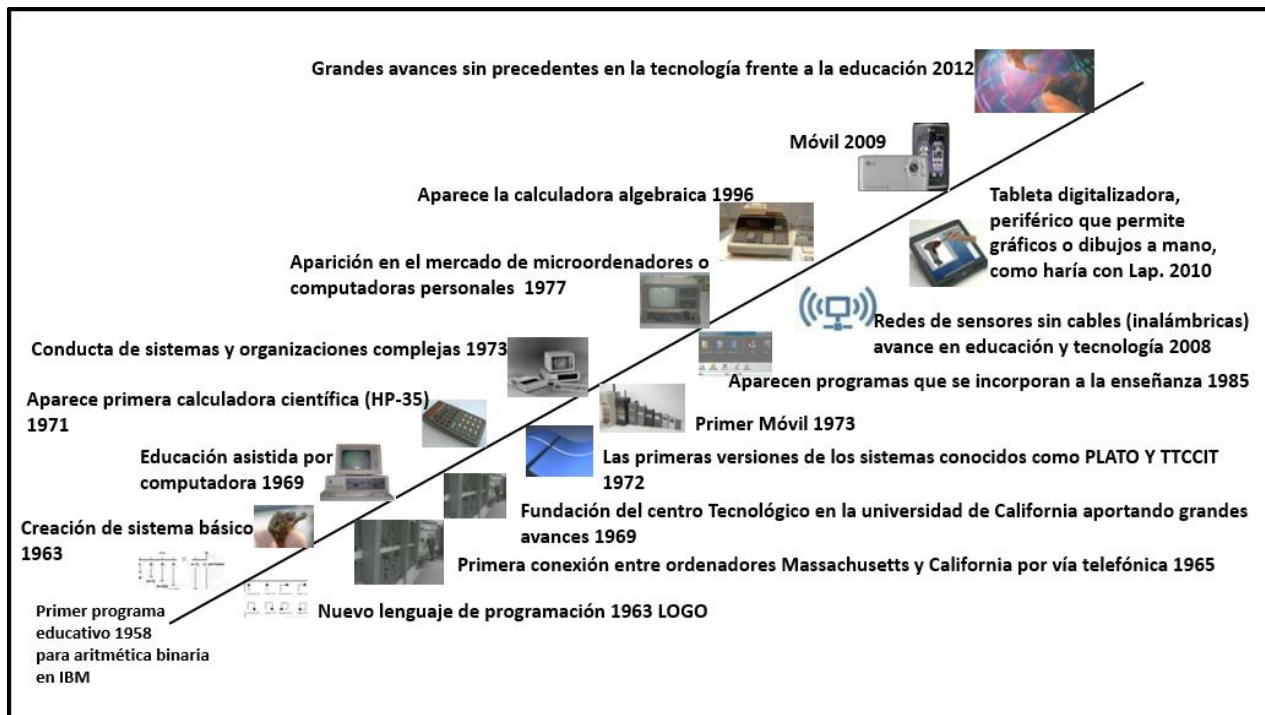 Grandes avances sin precedentes en la tecnología frente a la educación 2012
Móvil 2009
Aparece la calculadora algebraica 1996
Tableta digitalizadora,
periférico que permite
gráficos o dibujos a mano,
como haría con Lap. 2010
Aparición en el mercado de microordenadores o
computadoras personales 1977
Redes de sensores sin cables (inalámbricas)
avance en educación y tecnología 2008
Conducta de sistemas y organizaciones complejas 1973
Aparecen programas que se incorporan a la enseñanza 1985
Aparece primera calculadora científica (HP-35)
1971
Primer Móvil 1973
Educación asistida por
computadora 1969
Las primeras versiones de los sistemas conocidos como PLATO Y TTCCIT
1972
Creación de sistema básico
1963
Fundación del centro Tecnológico en la universidad de California aportando grandes
avances 1969
Primera conexión entre ordenadores Massachusetts y California por vía telefónica 1965
Nuevo lenguaje de programación 1963 LOGO
Primer programa
educativo 1958
para aritmética binaria
en IBM